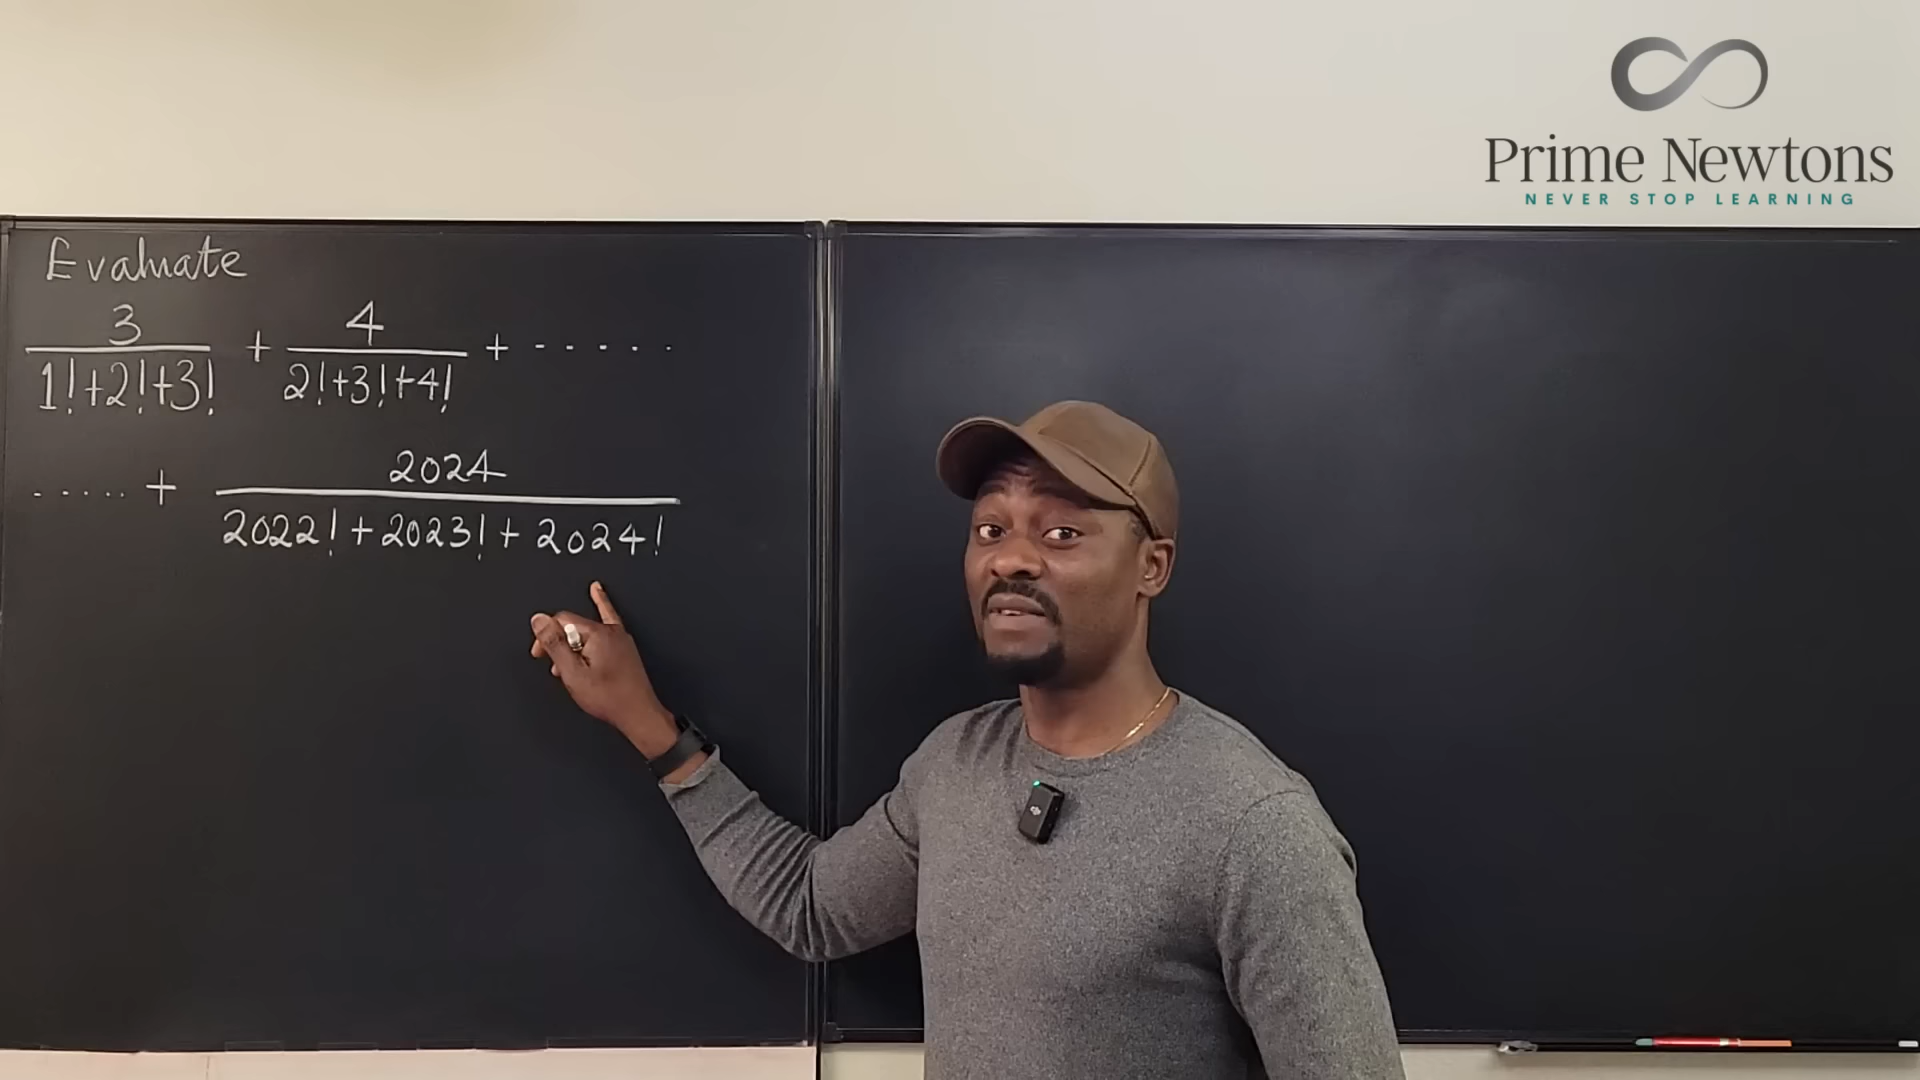 Prime Newtons
NEVER STOP LEARNING
Evaluate
3/(1!+2!+3!) + 4/(2!+3!+4!) + .....
..... + 2024/(2022! + 2023! + 2024!)